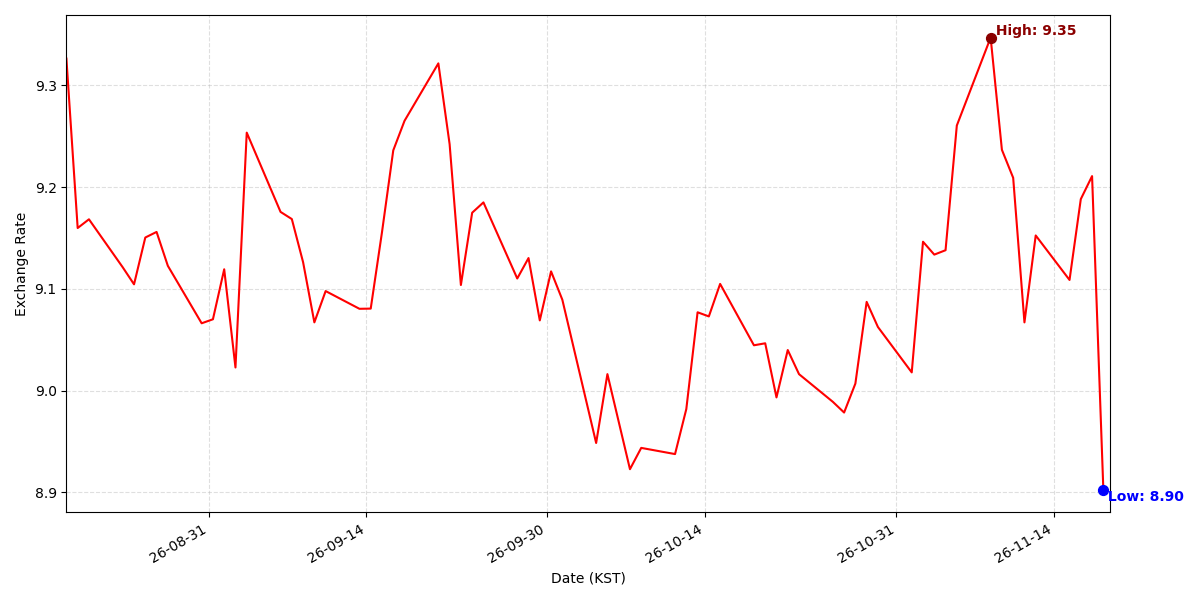 High: 9.35
9.3
9.2
9.1
9.0
8.9
Low: 8.90
Exchange Rate
26-08-31
26-09-14
26-09-30
26-10-14
26-10-31
26-11-14
Date (KST)